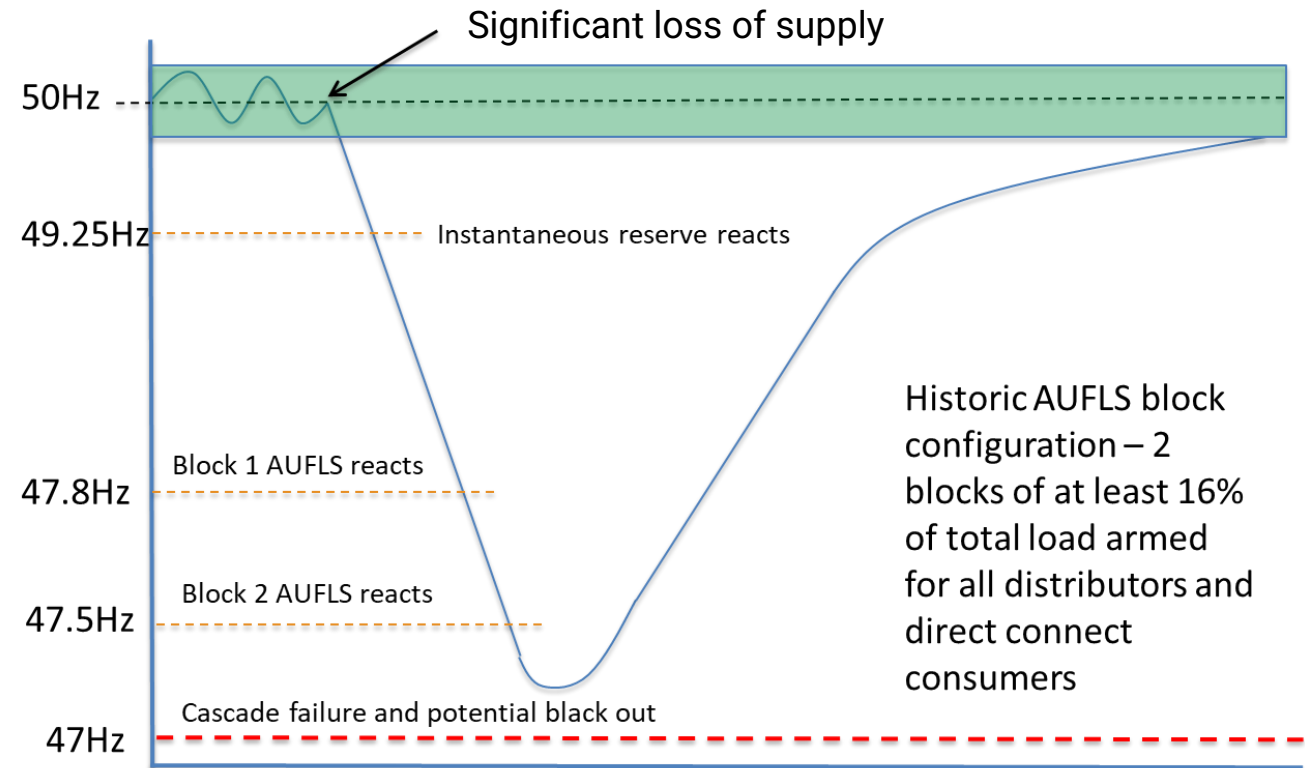 Significant loss of supply
50Hz
49.25Hz
Instantaneous reserve reacts
Block 1 AUFLS reacts
47.8Hz
Block 2 AUFLS reacts
47.5Hz
Cascade failure and potential black out
47Hz
Historic AUFLS block
configuration – 2
blocks of at least 16%
of total load armed
for all distributors and
direct connect
consumers